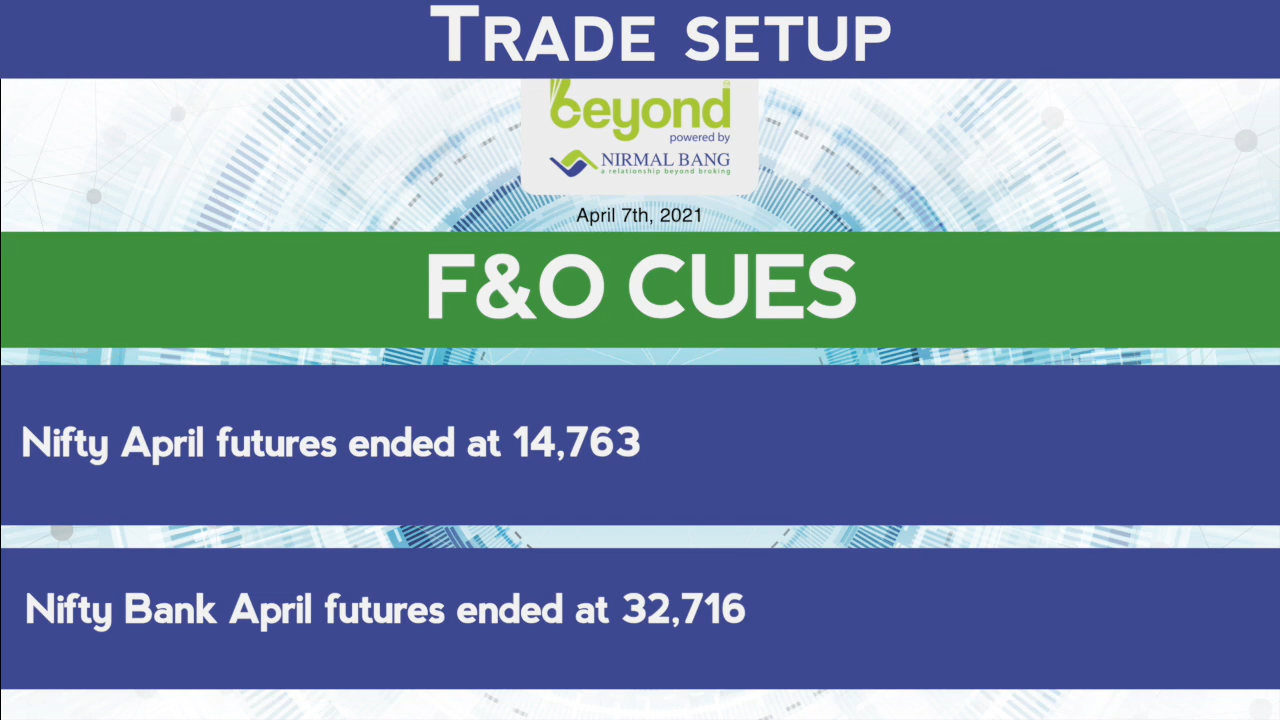 TRADE SETUP
beyond
powered by
NIRMAL BANG
a relationship beyond broking
April 7th, 2021
F&O CUES
Nifty April futures ended at 14,763
Nifty Bank April futures ended at 32,716